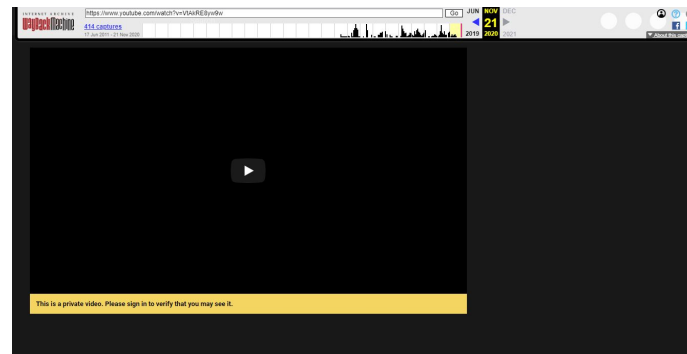 INTERNET ARCHIVE
WayBackMachine
https://www.youtube.com/watch?v=VIAkRE8yw9w
Go
JUN NOV DEC
414 captures
21
17 Jun 2011 - 21 Nov 2020
2019 2020 2021
About this cap
This is a private video. Please sign in to verify that you may see it.